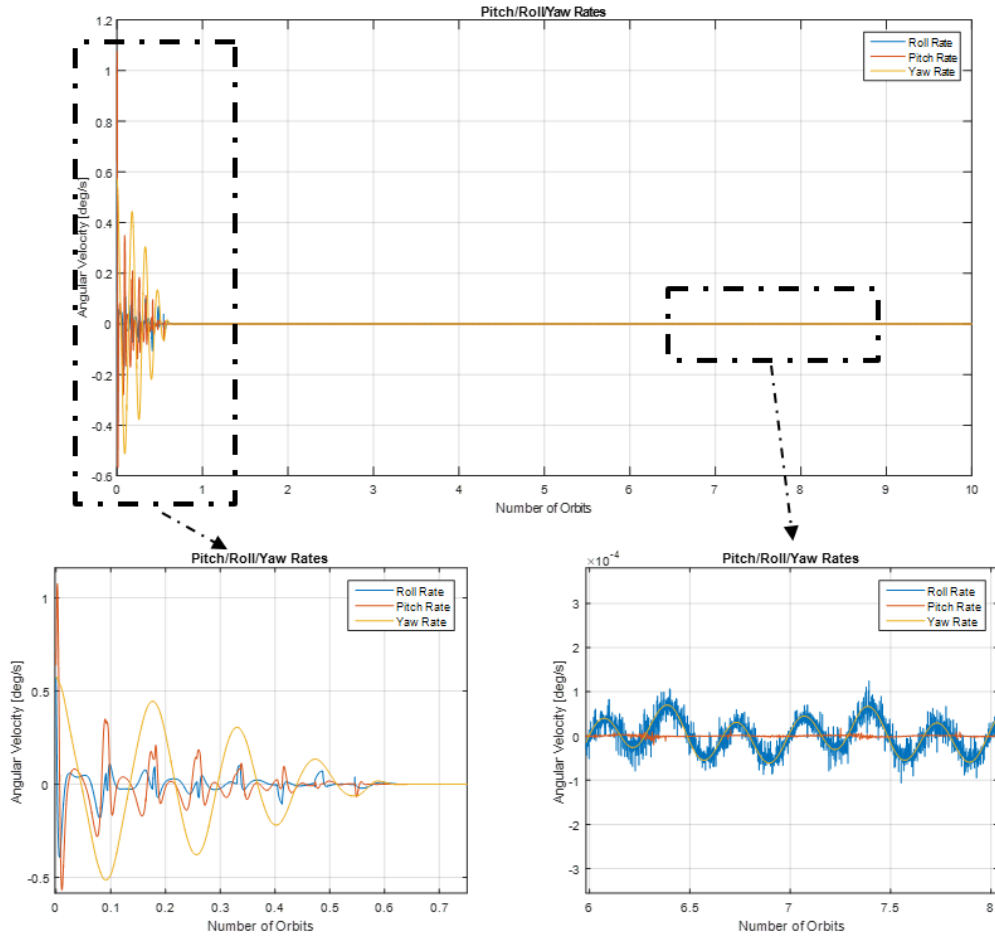 Pitch/Roll/Yaw Rates
1.2
1
0.8
0.6
0.4
0.2
0
-0.2
-0.4
-0.6
Angular Velocity [deg/s]
Roll Rate
Pitch Rate
Yaw Rate
0 1 2 3 4 5 6 7 8 9 10
Number of Orbits
Pitch/Roll/Yaw Rates
1
0.5
0
-0.5
Angular Velocity [deg/s]
Roll Rate
Pitch Rate
Yaw Rate
0 0.1 0.2 0.3 0.4 0.5 0.6 0.7
Number of Orbits
Pitch/Roll/Yaw Rates
×10⁻⁴
3
2
1
0
-1
-2
-3
Angular Velocity [deg/s]
Roll Rate
Pitch Rate
Yaw Rate
6 6.5 7 7.5 8
Number of Orbits